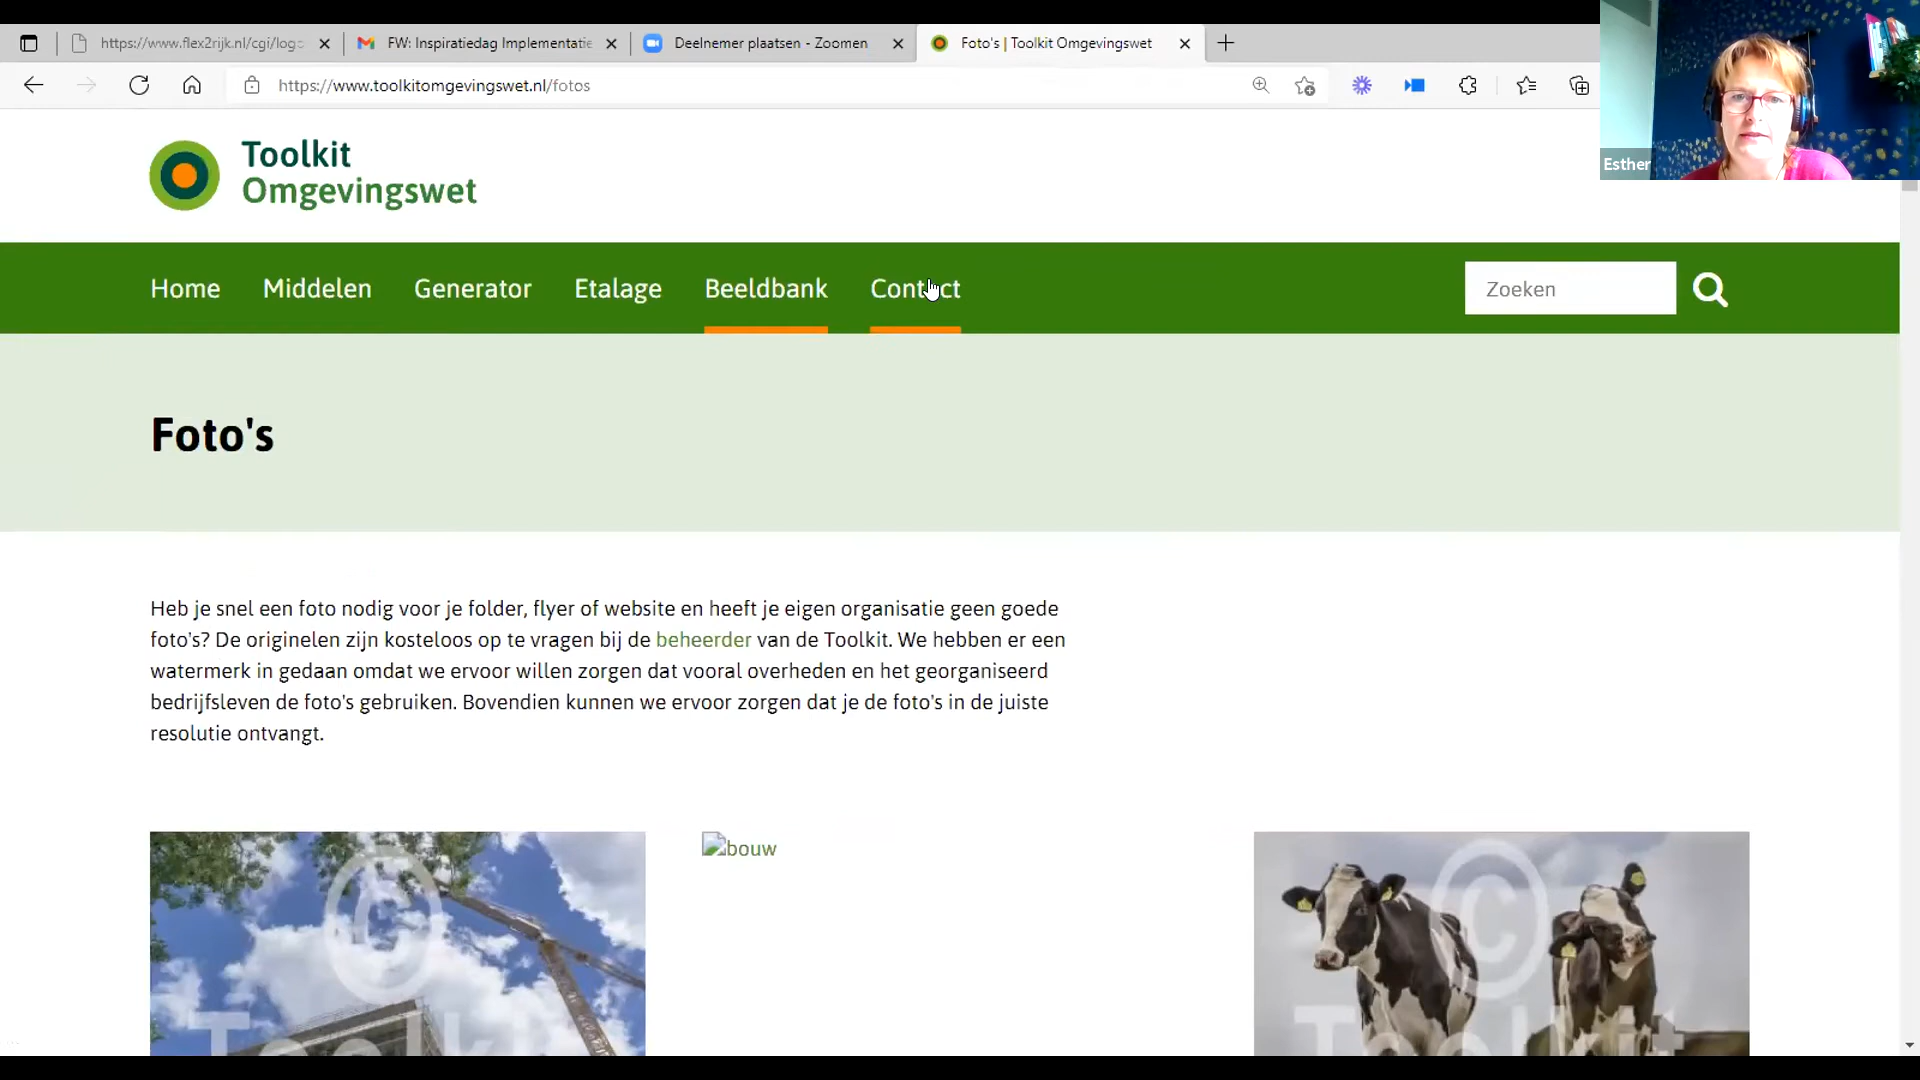 https://www.flex2rijk.nl/cgi/log
FW: Inspiratiedag Implementatie
Deelnemer plaatsen - Zoomen
Foto's | Toolkit Omgevingswet
https://www.toolkitomgevingswet.nl/fotos
Esther
Toolkit
Omgevingswet
Home Middelen Generator Etalage Beeldbank Contact
Zoeken
Foto's
Heb je snel een foto nodig voor je folder, flyer of website en heeft je eigen organisatie geen goede
foto's? De originelen zijn kosteloos op te vragen bij de beheerder van de Toolkit. We hebben er een
watermerk in gedaan omdat we ervoor willen zorgen dat vooral overheden en het georganiseerd
bedrijfsleven de foto's gebruiken. Bovendien kunnen we ervoor zorgen dat je de foto's in de juiste
resolutie ontvangt.
bouw
© Toolkit
© Toolkit